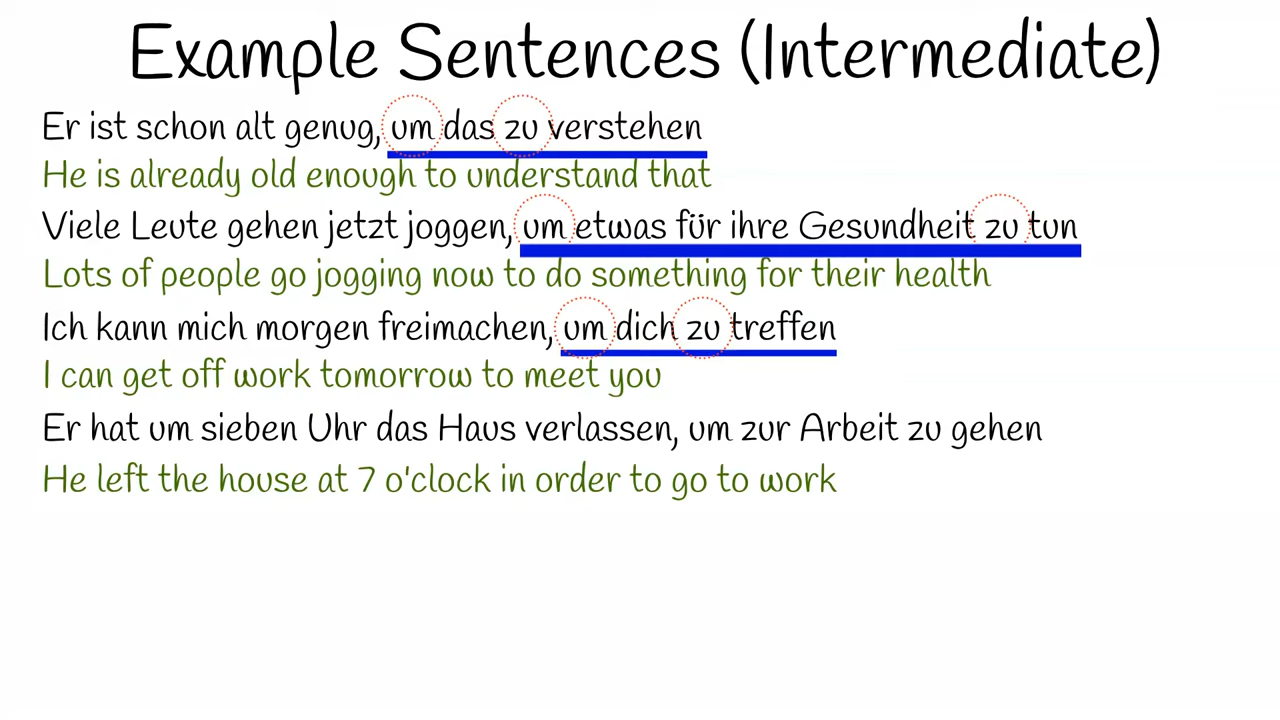 Example Sentences (Intermediate)
Er ist schon alt genug, um das zu verstehen
He is already old enough to understand that
Viele Leute gehen jetzt joggen, um etwas für ihre Gesundheit zu tun
Lots of people go jogging now to do something for their health
Ich kann mich morgen freimachen, um dich zu treffen
I can get off work tomorrow to meet you
Er hat um sieben Uhr das Haus verlassen, um zur Arbeit zu gehen
He left the house at 7 o'clock in order to go to work